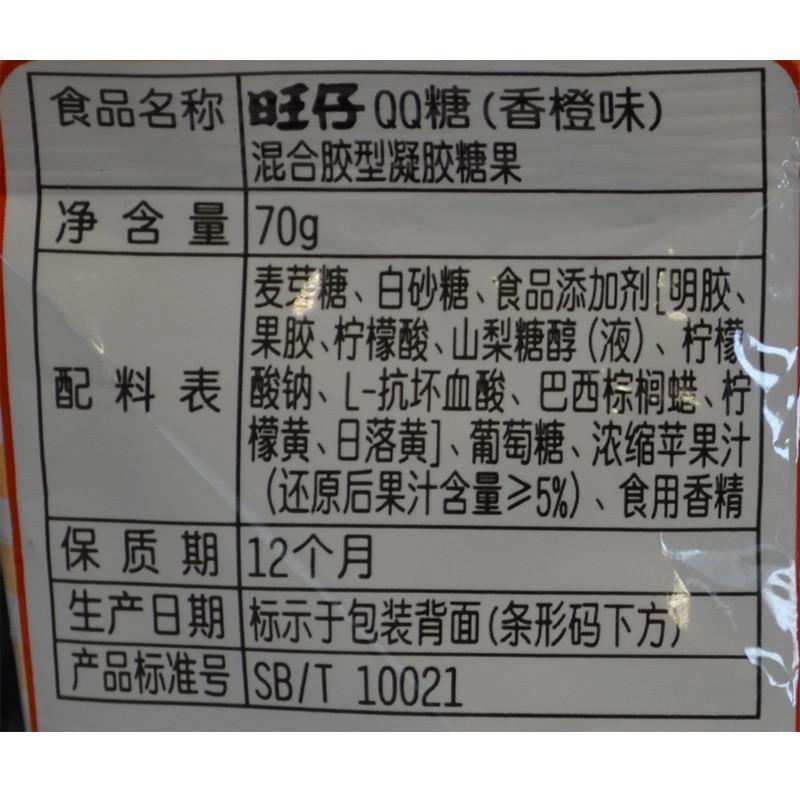 食品名称 旺仔QQ糖(香橙味)
混合胶型凝胶糖果
净含量 70g
麦芽糖、白砂糖、食品添加剂[明胶、
果胶、柠檬酸、山梨糖醇(液)、柠檬
配料表 酸钠、L-抗坏血酸、巴西棕榈蜡、柠
檬黄、日落黄]、葡萄糖、浓缩苹果汁
(还原后果汁含量≥5%)、食用香精
保质期 12个月
生产日期 标示于包装背面(条形码下方)
产品标准号 SB/T 10021